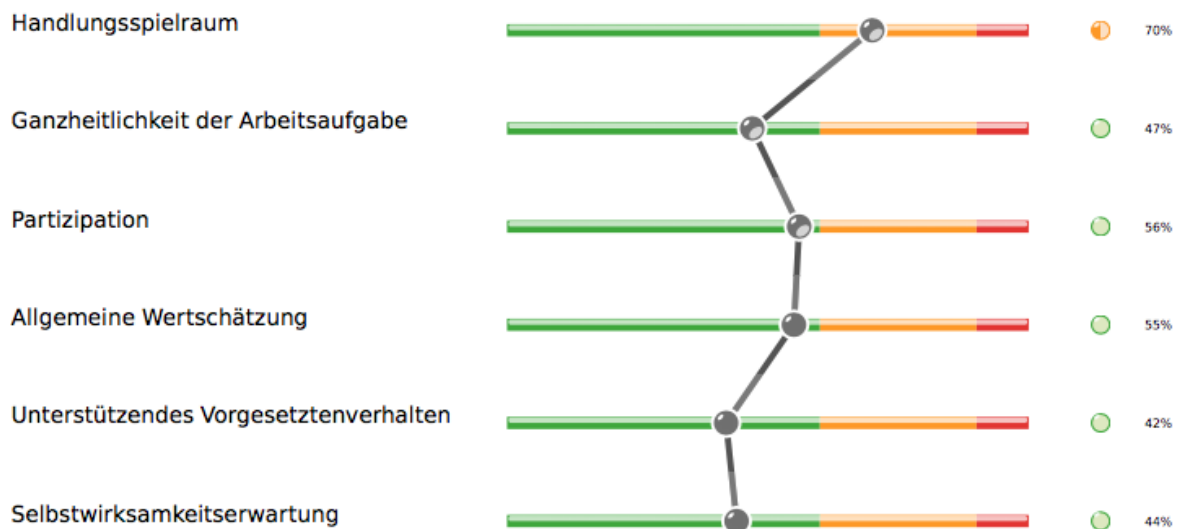 Handlungsspielraum 70%
Ganzheitlichkeit der Arbeitsaufgabe 47%
Partizipation 56%
Allgemeine Wertschätzung 55%
Unterstützendes Vorgesetztenverhalten 42%
Selbstwirksamkeitserwartung 44%